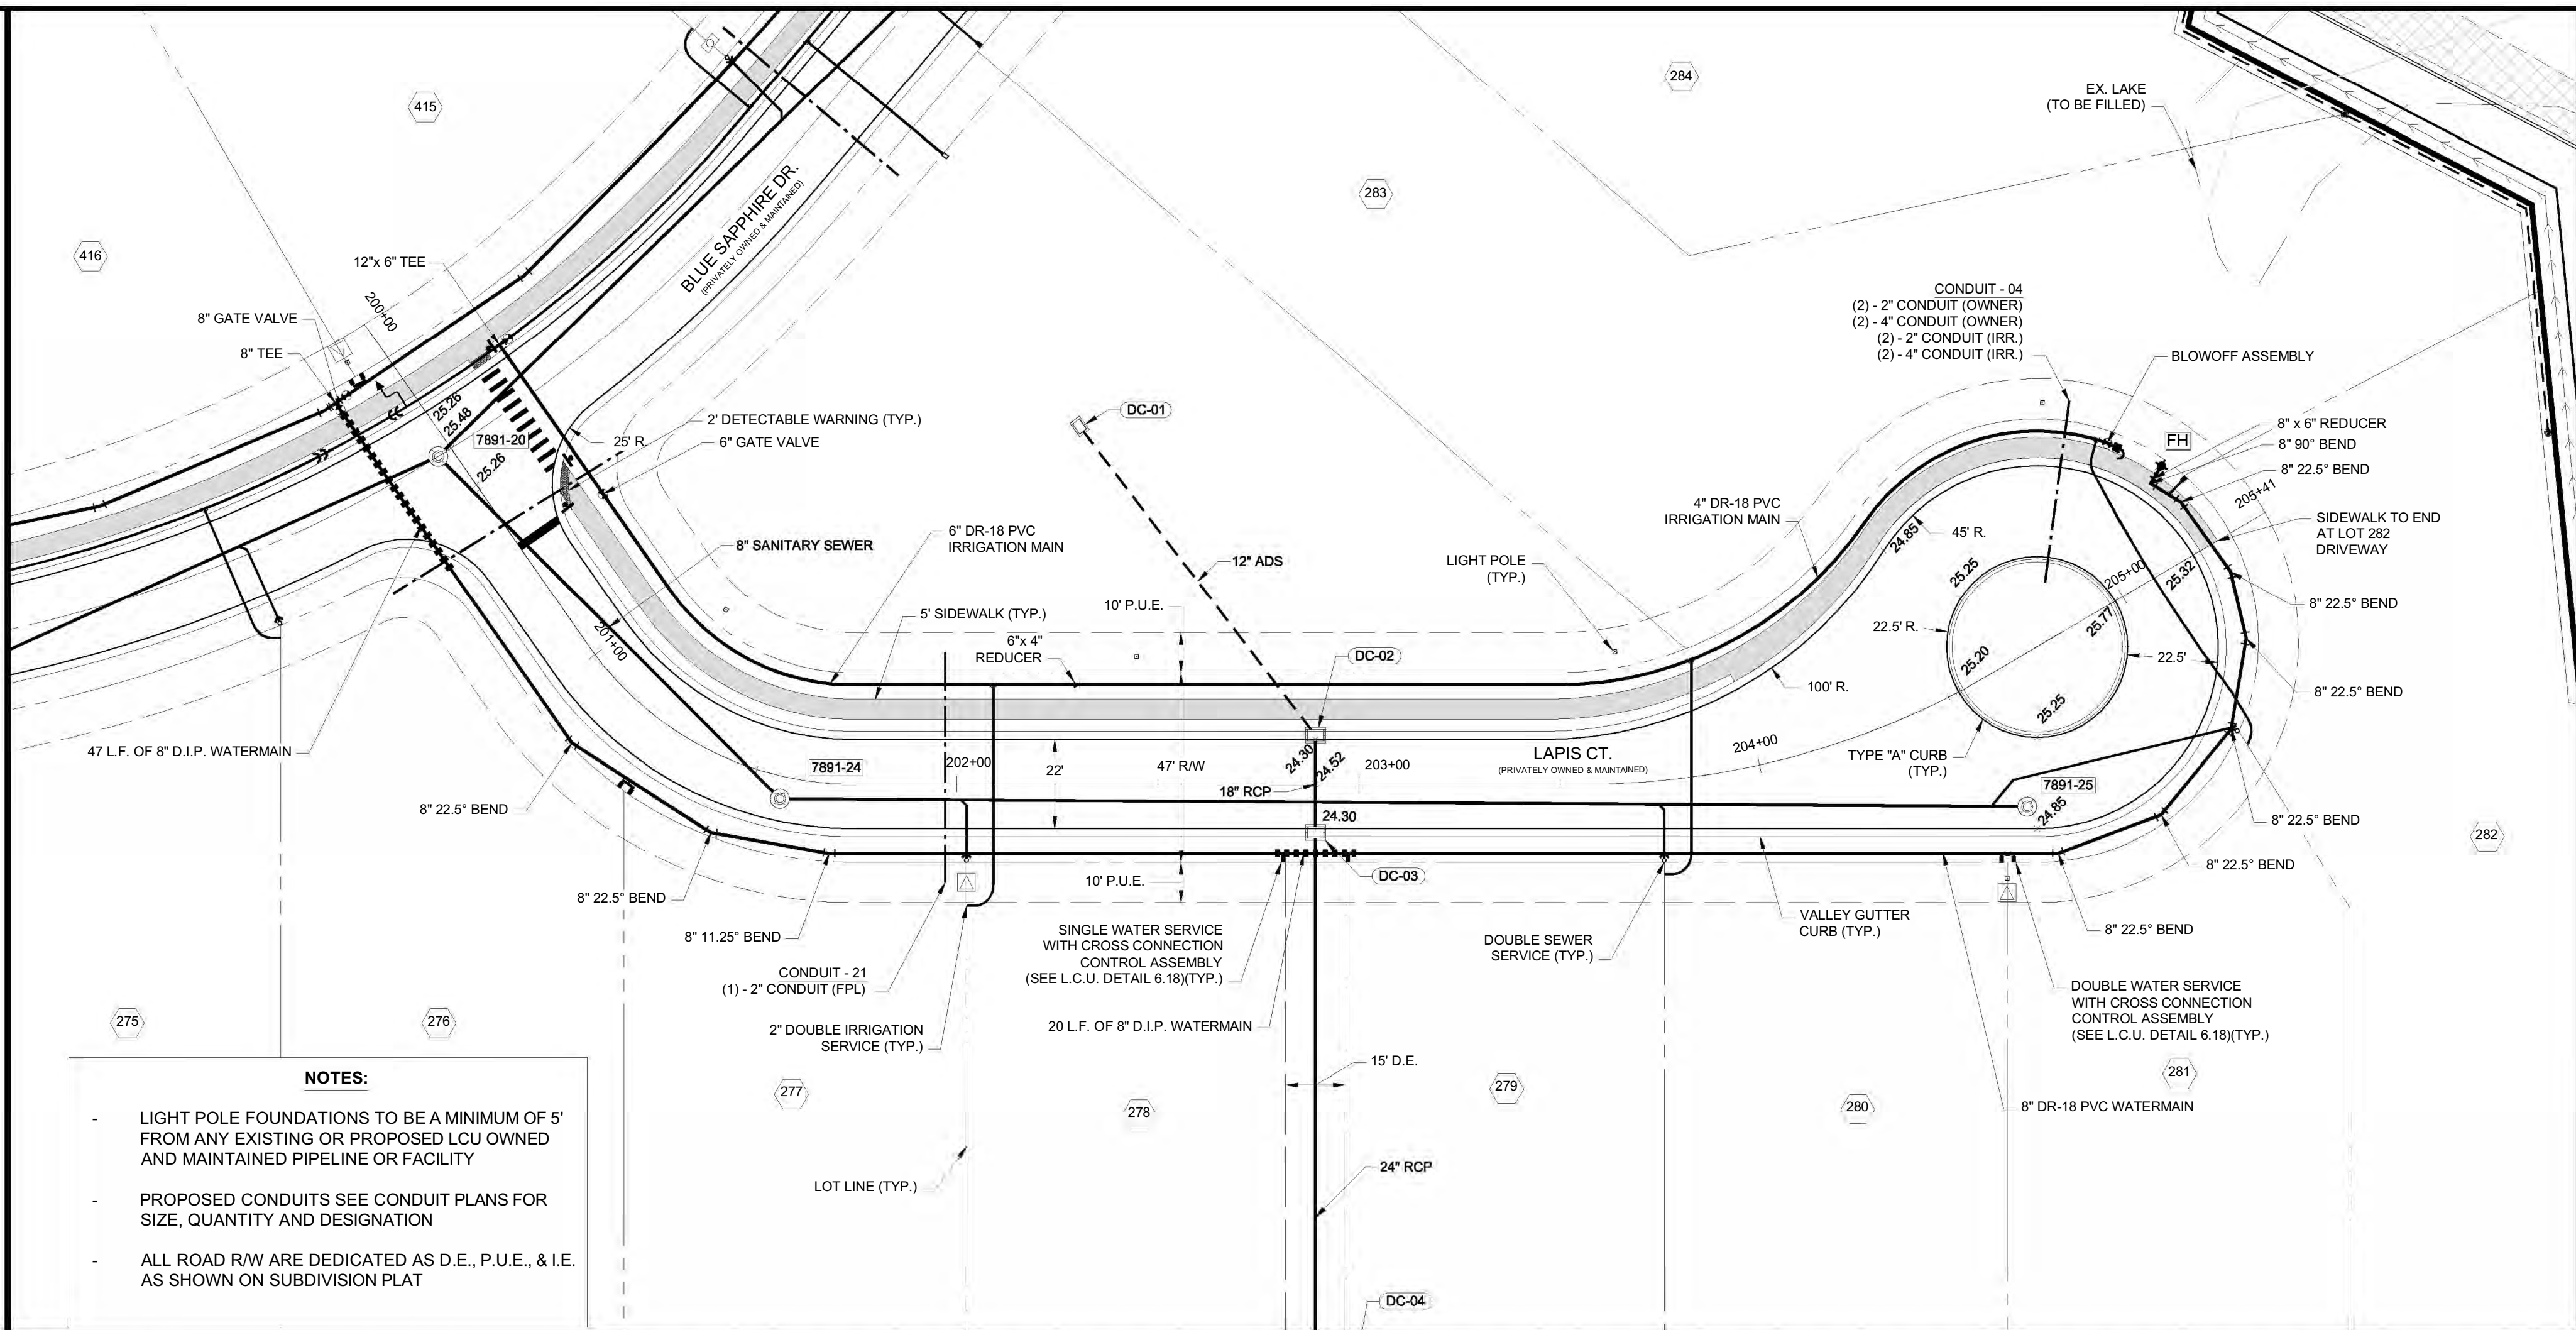 284
EX. LAKE
(TO BE FILLED)
415
283
BLUE SAPPHIRE DR.
(PRIVATELY OWNED & MAINTAINED)
416
12"x 6" TEE
200+00
8" GATE VALVE
8" TEE
25.26
25.48
7891-20
25.26
CONDUIT - 04
(2) - 2" CONDUIT (OWNER)
(2) - 4" CONDUIT (OWNER)
(2) - 2" CONDUIT (IRR.)
(2) - 4" CONDUIT (IRR.)
BLOWOFF ASSEMBLY
DC-01
2' DETECTABLE WARNING (TYP.)
25' R.
6" GATE VALVE
8" x 6" REDUCER
FH
8" 90° BEND
8" 22.5° BEND
205+41
SIDEWALK TO END
AT LOT 282
DRIVEWAY
4" DR-18 PVC
IRRIGATION MAIN
24.85
45' R.
8" SANITARY SEWER
6" DR-18 PVC
IRRIGATION MAIN
12" ADS
LIGHT POLE
(TYP.)
25.25
205+00
25.32
8" 22.5° BEND
10' P.U.E.
5' SIDEWALK (TYP.)
6"x 4"
REDUCER
201+00
22.5' R.
25.77
DC-02
25.20
22.5'
100' R.
8" 22.5° BEND
25.25
47 L.F. OF 8" D.I.P. WATERMAIN
7891-24
202+00
22'
47' R/W
24.30
24.52
203+00
LAPIS CT.
(PRIVATELY OWNED & MAINTAINED)
204+00
TYPE "A" CURB
(TYP.)
7891-25
24.85
18" RCP
24.30
8" 22.5° BEND
8" 22.5° BEND
282
8" 22.5° BEND
DC-03
10' P.U.E.
8" 22.5° BEND
8" 11.25° BEND
SINGLE WATER SERVICE
WITH CROSS CONNECTION
CONTROL ASSEMBLY
(SEE L.C.U. DETAIL 6.18)(TYP.)
DOUBLE SEWER
SERVICE (TYP.)
VALLEY GUTTER
CURB (TYP.)
8" 22.5° BEND
CONDUIT - 21
(1) - 2" CONDUIT (FPL)
DOUBLE WATER SERVICE
WITH CROSS CONNECTION
CONTROL ASSEMBLY
(SEE L.C.U. DETAIL 6.18)(TYP.)
275
276
2" DOUBLE IRRIGATION
SERVICE (TYP.)
20 L.F. OF 8" D.I.P. WATERMAIN
15' D.E.
277
278
279
280
281
8" DR-18 PVC WATERMAIN
24" RCP
LOT LINE (TYP.)
DC-04
NOTES:
- LIGHT POLE FOUNDATIONS TO BE A MINIMUM OF 5'
FROM ANY EXISTING OR PROPOSED LCU OWNED
AND MAINTAINED PIPELINE OR FACILITY
- PROPOSED CONDUITS SEE CONDUIT PLANS FOR
SIZE, QUANTITY AND DESIGNATION
- ALL ROAD R/W ARE DEDICATED AS D.E., P.U.E., & I.E.
AS SHOWN ON SUBDIVISION PLAT